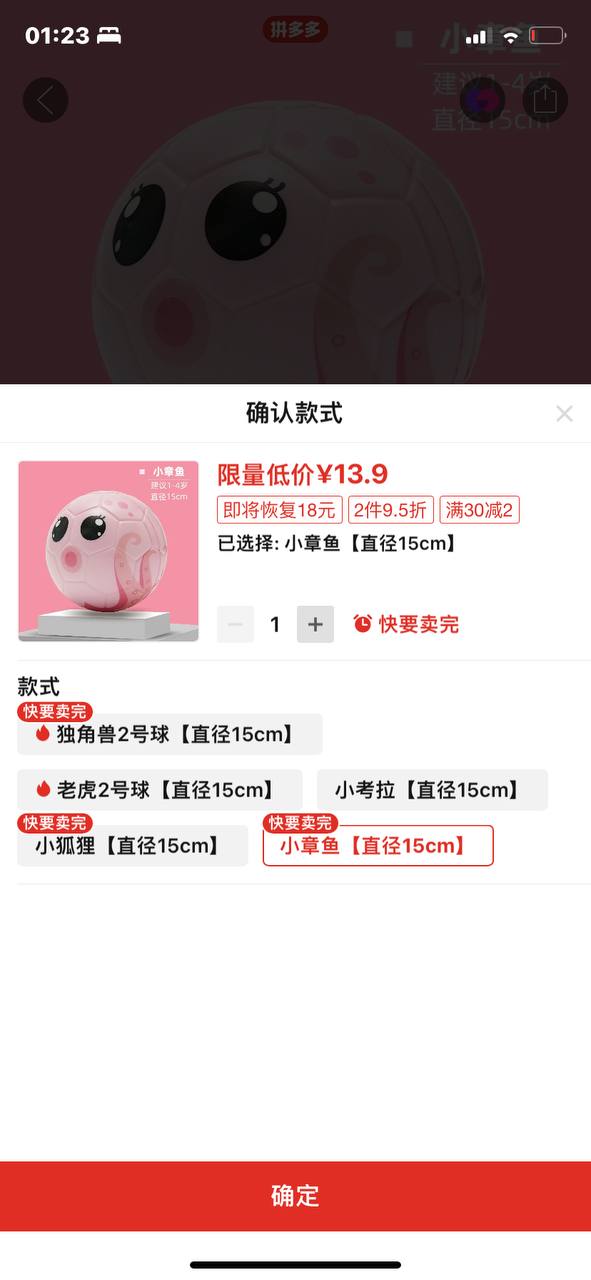 01:23
拼多多
小章鱼
建议1-4岁
直径15cm
确认款式
小章鱼
建议1-4岁
直径15cm
限量低价¥13.9
即将恢复18元 2件9.5折 满30减2
已选择: 小章鱼【直径15cm】
1 快要卖完
款式
快要卖完
独角兽2号球【直径15cm】
老虎2号球【直径15cm】 小考拉【直径15cm】
快要卖完 快要卖完
小狐狸【直径15cm】 小章鱼【直径15cm】
确定